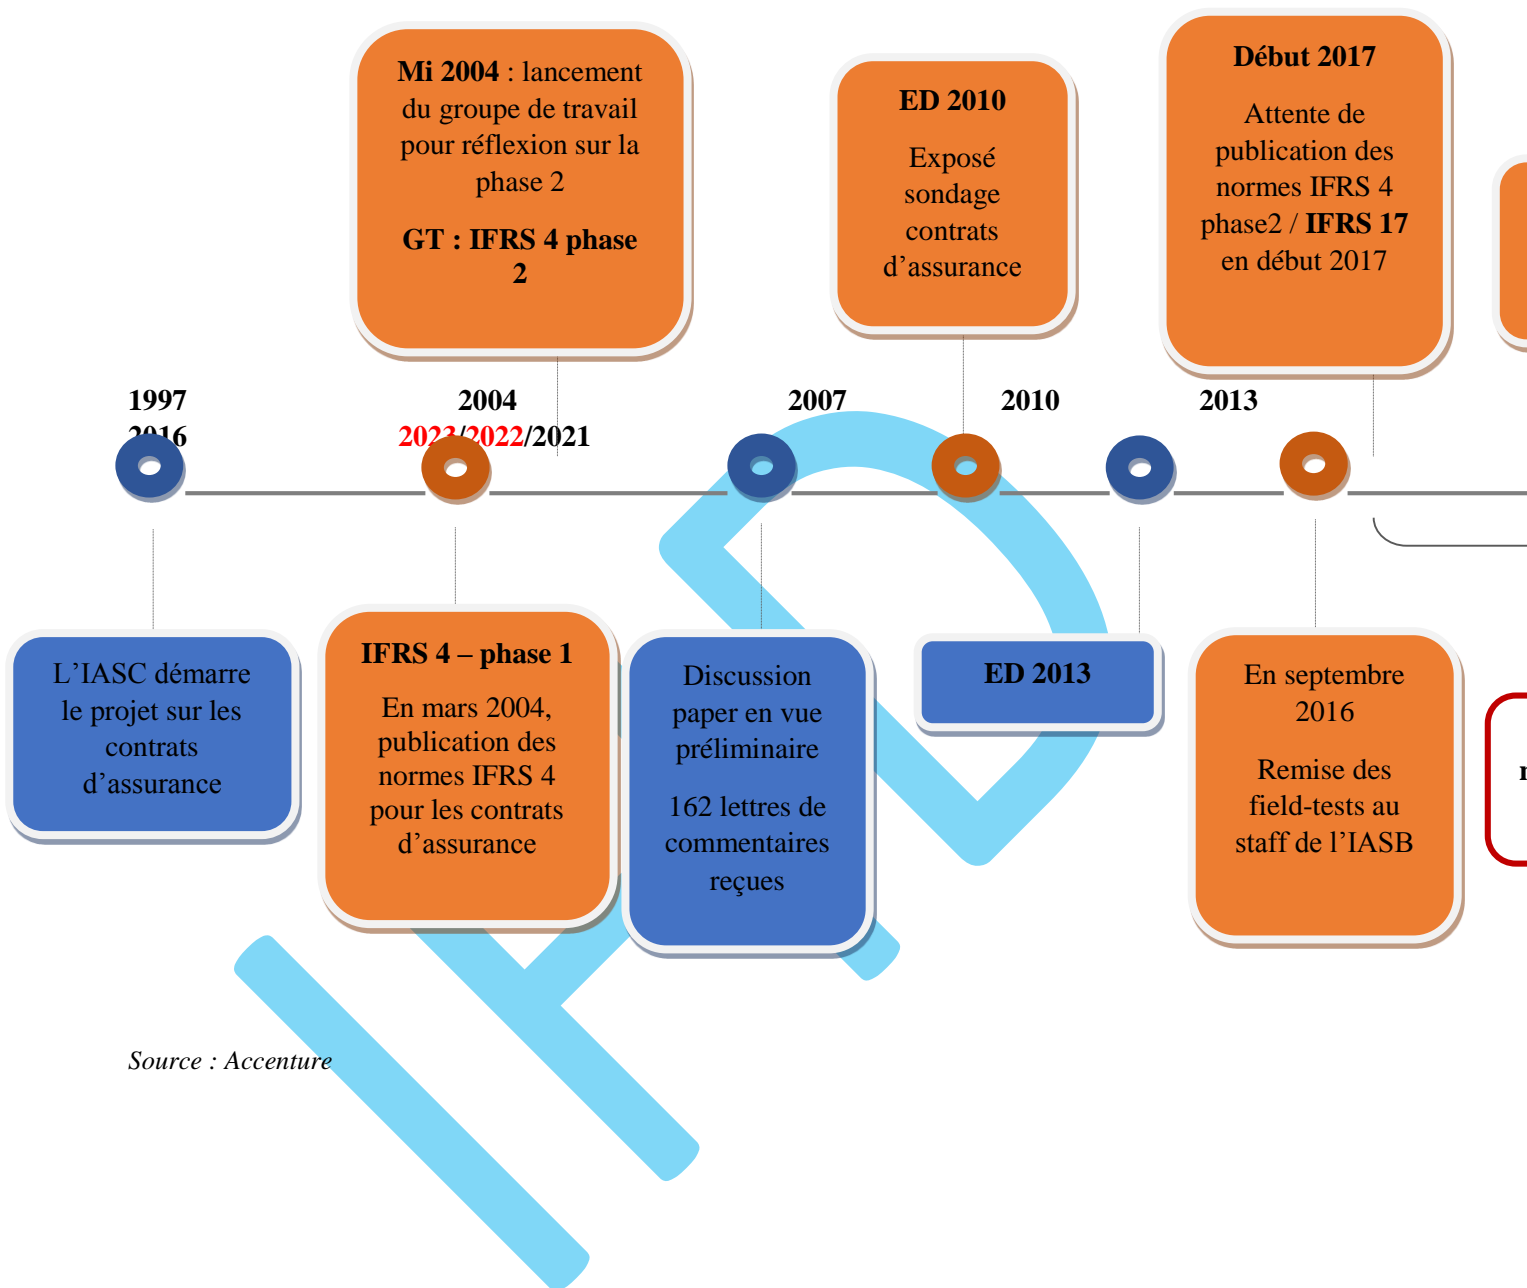 Mi 2004 : lancement
du groupe de travail
pour réflexion sur la
phase 2
GT : IFRS 4 phase
2
ED 2010
Exposé
sondage
contrats
d’assurance
Début 2017
Attente de
publication des
normes IFRS 4
phase2 / IFRS 17
en début 2017
1997 2004 2007 2010 2013
2016 2023/2022/2021
L’IASC démarre
le projet sur les
contrats
d’assurance
IFRS 4 – phase 1
En mars 2004,
publication des
normes IFRS 4
pour les contrats
d’assurance
Discussion
paper en vue
préliminaire
162 lettres de
commentaires
reçues
ED 2013
En septembre
2016
Remise des
field-tests au
staff de l’IASB
Source : Accenture